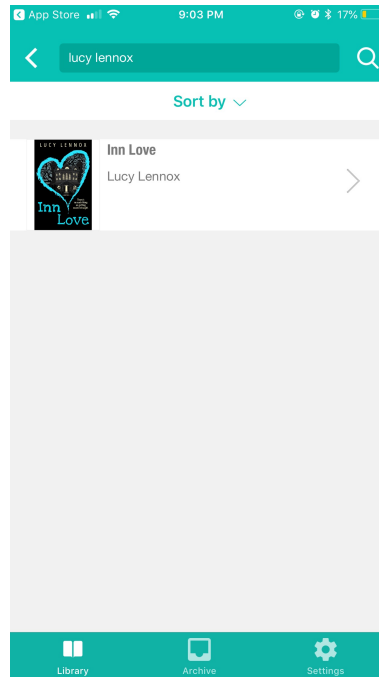 App Store 9:03 PM 17%
lucy lennox
Sort by
LUCY LENNOX
Inn
Love
Inn Love
Lucy Lennox
Library Archive Settings